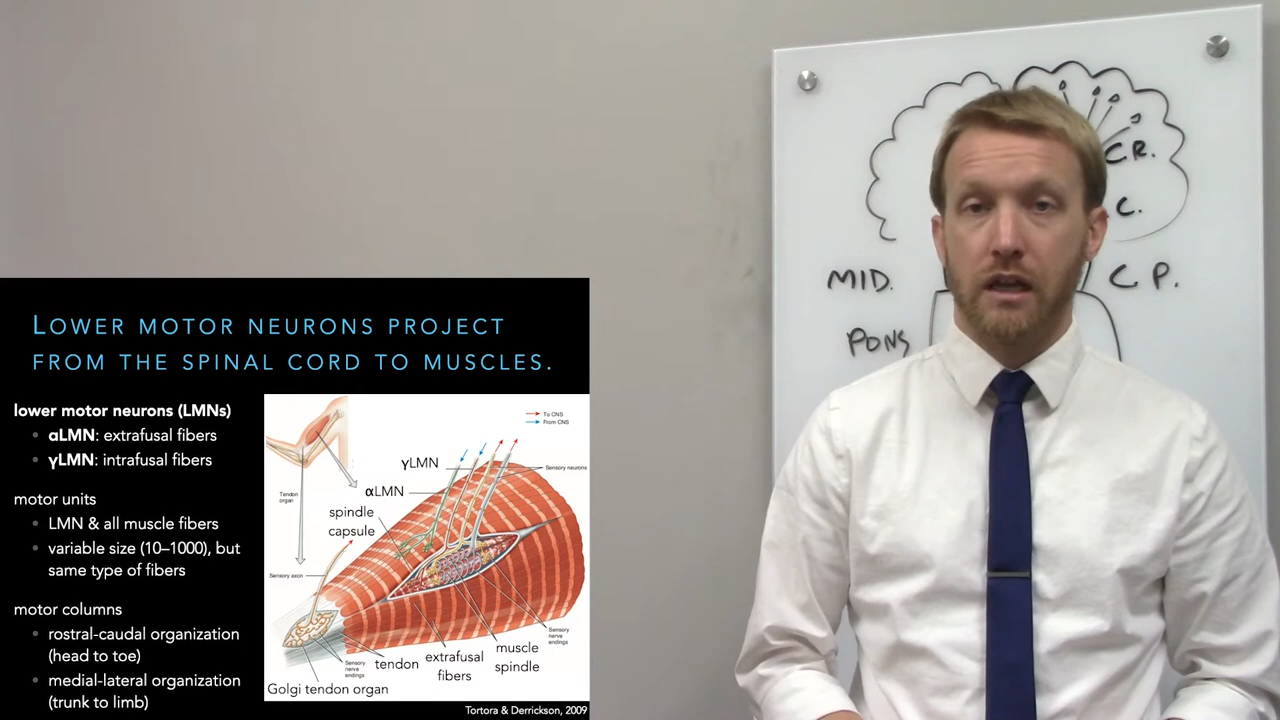 LOWER MOTOR NEURONS PROJECT
FROM THE SPINAL CORD TO MUSCLES.
lower motor neurons (LMNs)
• αLMN: extrafusal fibers
• γLMN: intrafusal fibers
motor units
• LMN & all muscle fibers
• variable size (10–1000), but
same type of fibers
motor columns
• rostral-caudal organization
(head to toe)
• medial-lateral organization
(trunk to limb)
To CNS
From CNS
γLMN
Sensory neurons
αLMN
Tendon
organ
spindle
capsule
Sensory axon
Sensory
nerve
endings
muscle
spindle
extrafusal
fibers
tendon
Sensory
nerve
endings
Golgi tendon organ
Tortora & Derrickson, 2009
CR.
C.
MID.
CP.
PONS